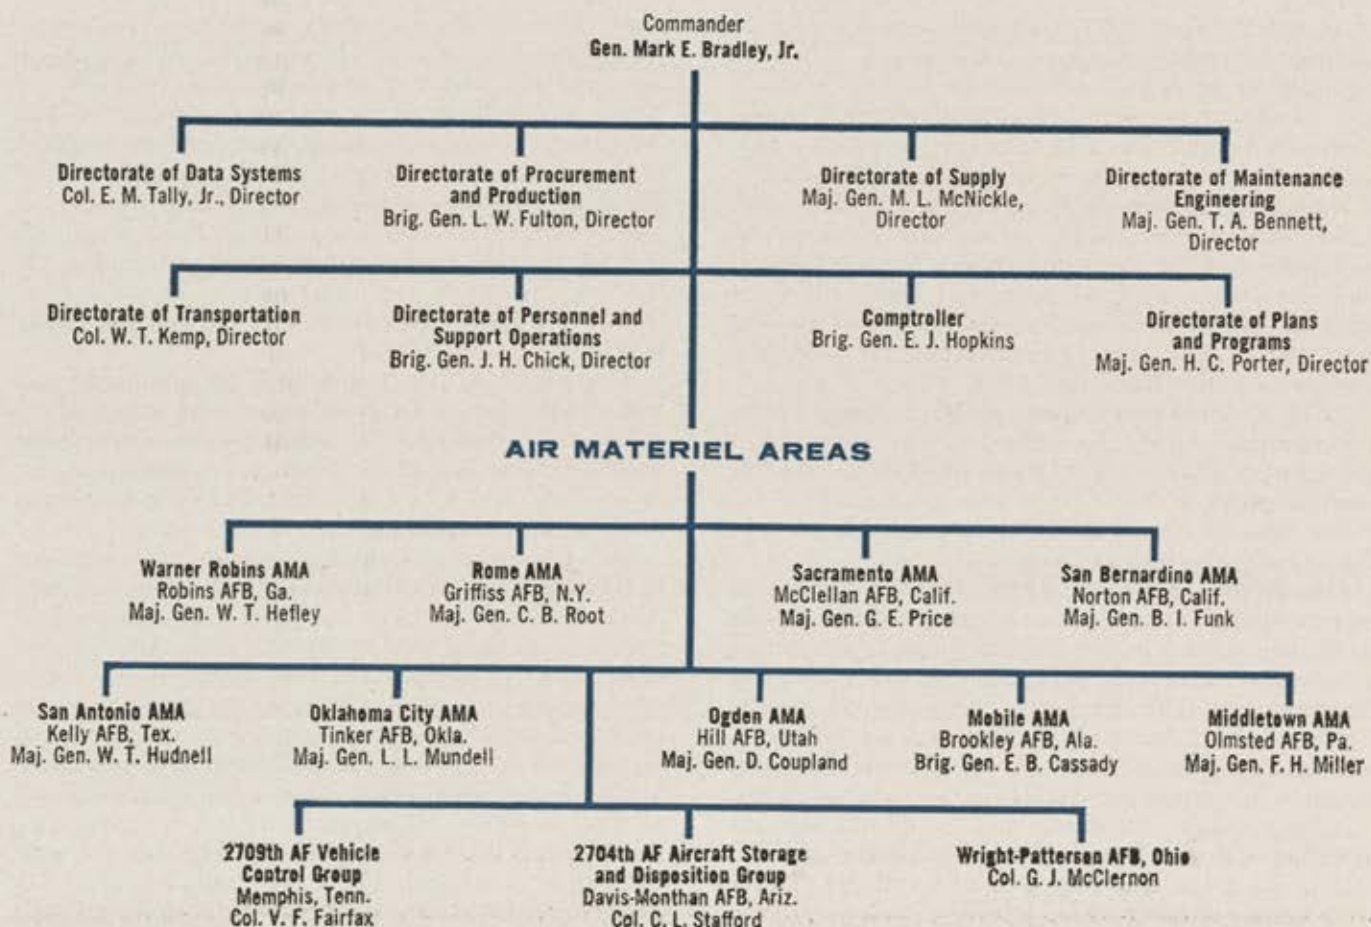 Commander
Gen. Mark E. Bradley, Jr.
Directorate of Data Systems
Col. E. M. Tally, Jr., Director
Directorate of Procurement
and Production
Brig. Gen. L. W. Fulton, Director
Directorate of Supply
Maj. Gen. M. L. McNickle,
Director
Directorate of Maintenance
Engineering
Maj. Gen. T. A. Bennett,
Director
Directorate of Transportation
Col. W. T. Kemp, Director
Directorate of Personnel and
Support Operations
Brig. Gen. J. H. Chick, Director
Comptroller
Brig. Gen. E. J. Hopkins
Directorate of Plans
and Programs
Maj. Gen. H. C. Porter, Director
AIR MATERIEL AREAS
Warner Robins AMA
Robins AFB, Ga.
Maj. Gen. W. T. Hefley
Rome AMA
Griffiss AFB, N.Y.
Maj. Gen. C. B. Root
Sacramento AMA
McClellan AFB, Calif.
Maj. Gen. G. E. Price
San Bernardino AMA
Norton AFB, Calif.
Maj. Gen. B. I. Funk
San Antonio AMA
Kelly AFB, Tex.
Maj. Gen. W. T. Hudnell
Oklahoma City AMA
Tinker AFB, Okla.
Maj. Gen. L. L. Mundell
Ogden AMA
Hill AFB, Utah
Maj. Gen. D. Coupland
Mobile AMA
Brookley AFB, Ala.
Brig. Gen. E. B. Cassady
Middletown AMA
Olmsted AFB, Pa.
Maj. Gen. F. H. Miller
2709th AF Vehicle
Control Group
Memphis, Tenn.
Col. V. F. Fairfax
2704th AF Aircraft Storage
and Disposition Group
Davis-Monthan AFB, Ariz.
Col. C. L. Stafford
Wright-Patterson AFB, Ohio
Col. G. J. McClernon